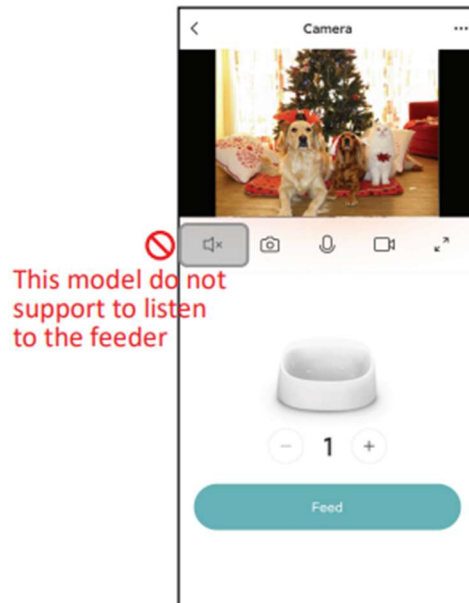 Camera
This model do not
support to listen
to the feeder
1
Feed